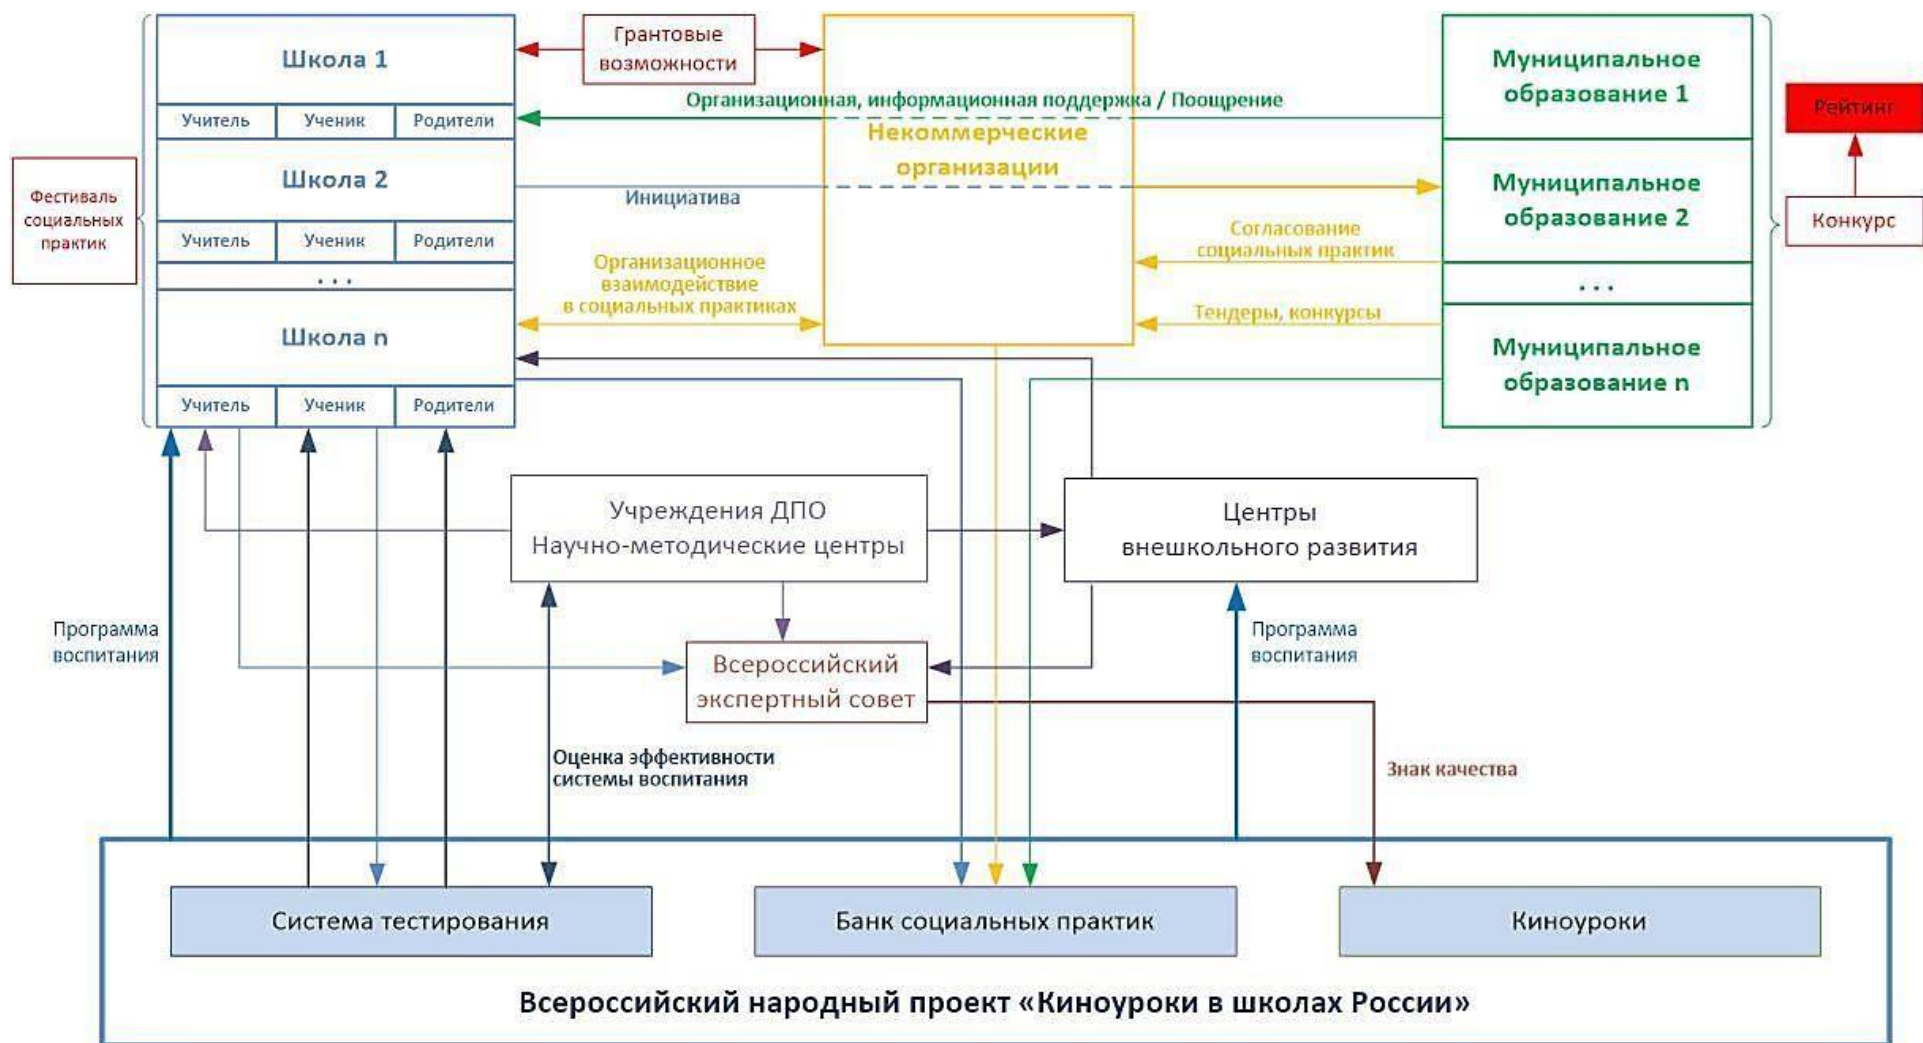 Школа 1
Учитель
Ученик
Родители
Школа 2
Учитель
Ученик
Родители
...
Школа n
Учитель
Ученик
Родители
Фестиваль
социальных
практик
Грантовые
возможности
Организационная, информационная поддержка / Поощрение
Некоммерческие
организации
Инициатива
Организационное
взаимодействие
в социальных практиках
Согласование
социальных практик
Тендеры, конкурсы
Муниципальное
образование 1
Муниципальное
образование 2
...
Муниципальное
образование n
Рейтинг
Конкурс
Учреждения ДПО
Научно-методические центры
Центры
внешкольного развития
Программа
воспитания
Всероссийский
экспертный совет
Программа
воспитания
Оценка эффективности
системы воспитания
Знак качества
Система тестирования
Банк социальных практик
Киноуроки
Всероссийский народный проект «Киноуроки в школах России»